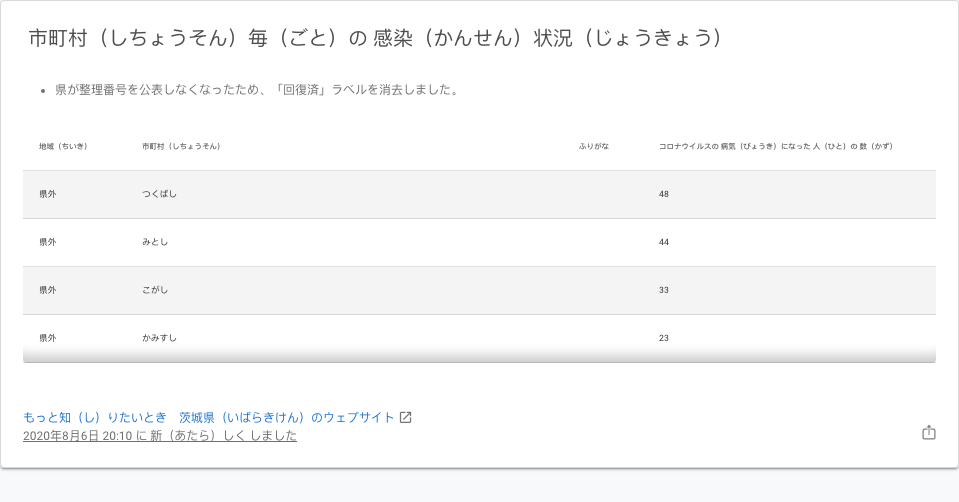 市町村（しちょうそん）毎（ごと）の 感染（かんせん）状況（じょうきょう）
• 県が整理番号を公表しなくなったため、「回復済」ラベルを消去しました。
地域（ちいき） 市町村（しちょうそん） ふりがな コロナウイルスの 病気（びょうき）になった 人（ひと）の 数（かず）
県外 つくばし 48
県外 みとし 44
県外 こがし 33
県外 かみすし 23
もっと知（し）りたいとき　茨城県（いばらきけん）のウェブサイト
2020年8月6日 20:10 に 新（あたら）しく しました